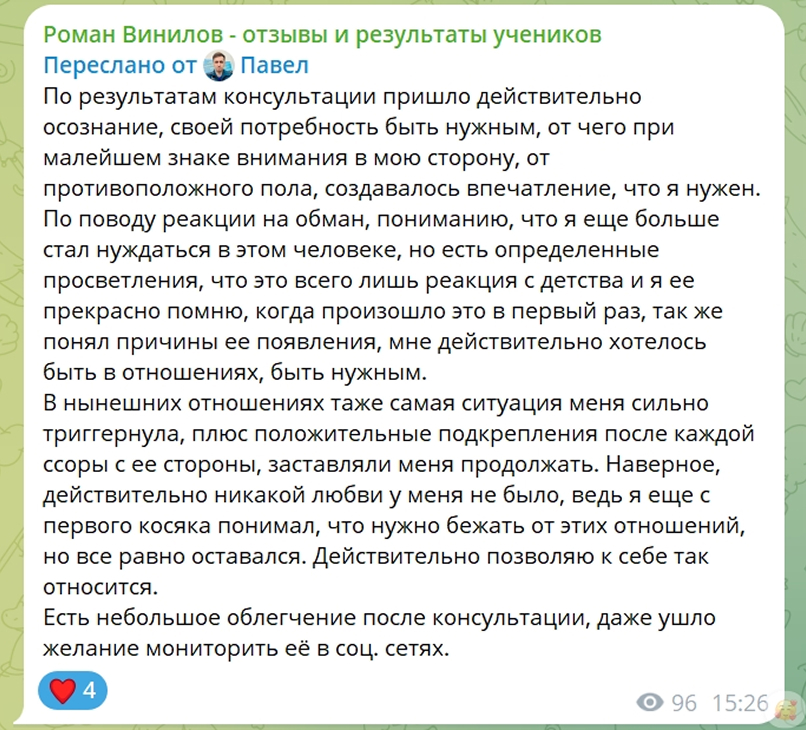 Роман Винилов - отзывы и результаты учеников
Переслано от Павел
По результатам консультации пришло действительно
осознание, своей потребность быть нужным, от чего при
малейшем знаке внимания в мою сторону, от
противоположного пола, создавалось впечатление, что я нужен.
По поводу реакции на обман, пониманию, что я еще больше
стал нуждаться в этом человеке, но есть определенные
просветления, что это всего лишь реакция с детства и я ее
прекрасно помню, когда произошло это в первый раз, так же
понял причины ее появления, мне действительно хотелось
быть в отношениях, быть нужным.
В нынешних отношениях таже самая ситуация меня сильно
триггернула, плюс положительные подкрепления после каждой
ссоры с ее стороны, заставляли меня продолжать. Наверное,
действительно никакой любви у меня не было, ведь я еще с
первого косяка понимал, что нужно бежать от этих отношений,
но все равно оставался. Действительно позволяю к себе так
относится.
Есть небольшое облегчение после консультации, даже ушло
желание мониторить её в соц. сетях.
4
96 15:26